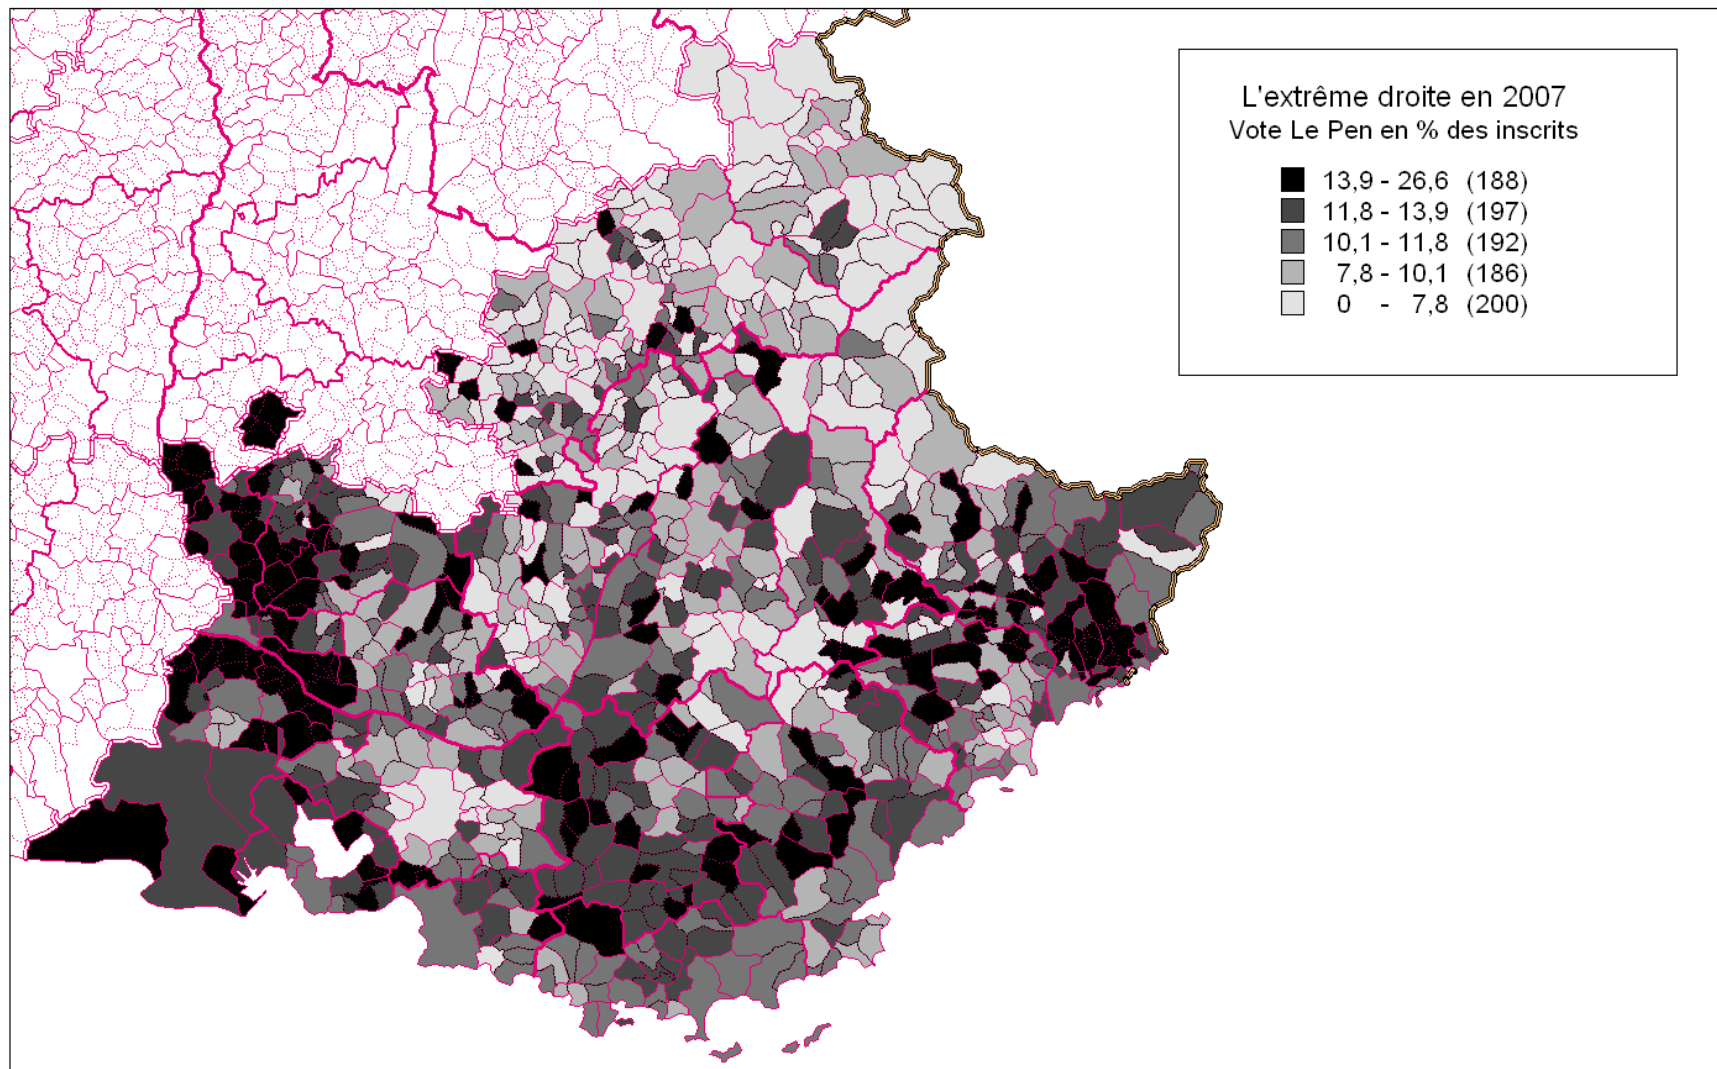 L'extrême droite en 2007
Vote Le Pen en % des inscrits
13,9 - 26,6 (188)
11,8 - 13,9 (197)
10,1 - 11,8 (192)
7,8 - 10,1 (186)
0 - 7,8 (200)